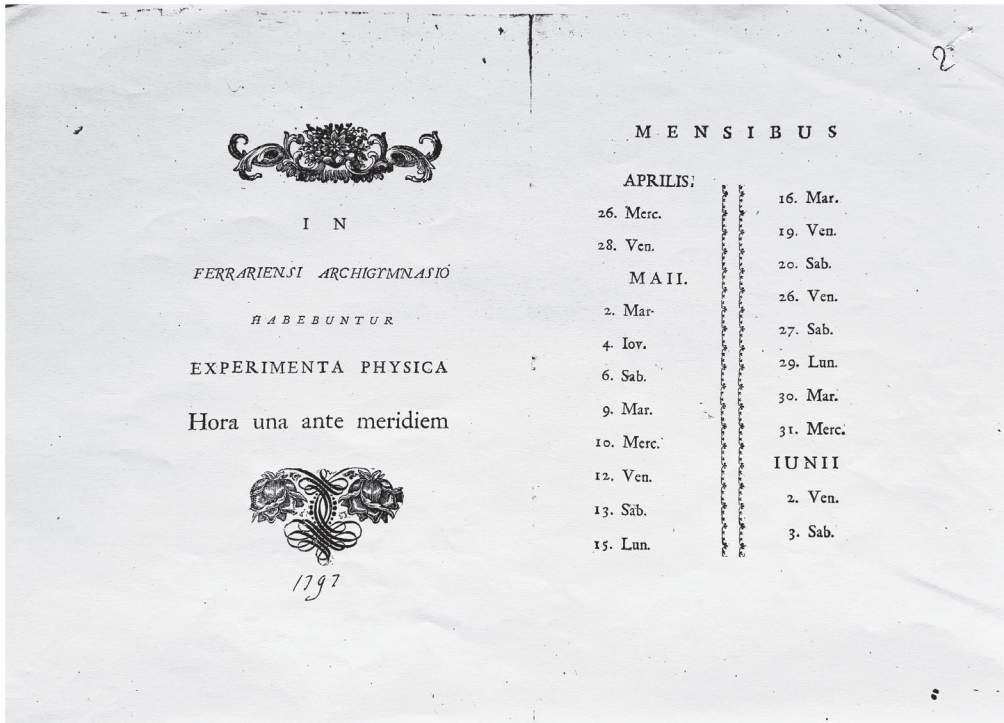 2
IN
FERRARIENSI ARCHIGYMNASIO
HABEBUNTUR
EXPERIMENTA PHYSICA
Hora una ante meridiem
1797
MENSIBUS
APRILIS.
26. Merc.
28. Ven.
MAII.
2. Mar-
4. Iov.
6. Sab.
9. Mar.
10. Merc.
12. Ven.
13. Sab.
15. Lun.
16. Mar.
19. Ven.
20. Sab.
26. Ven.
27. Sab.
29. Lun.
30. Mar.
31. Merc.
IUNII
2. Ven.
3. Sab.